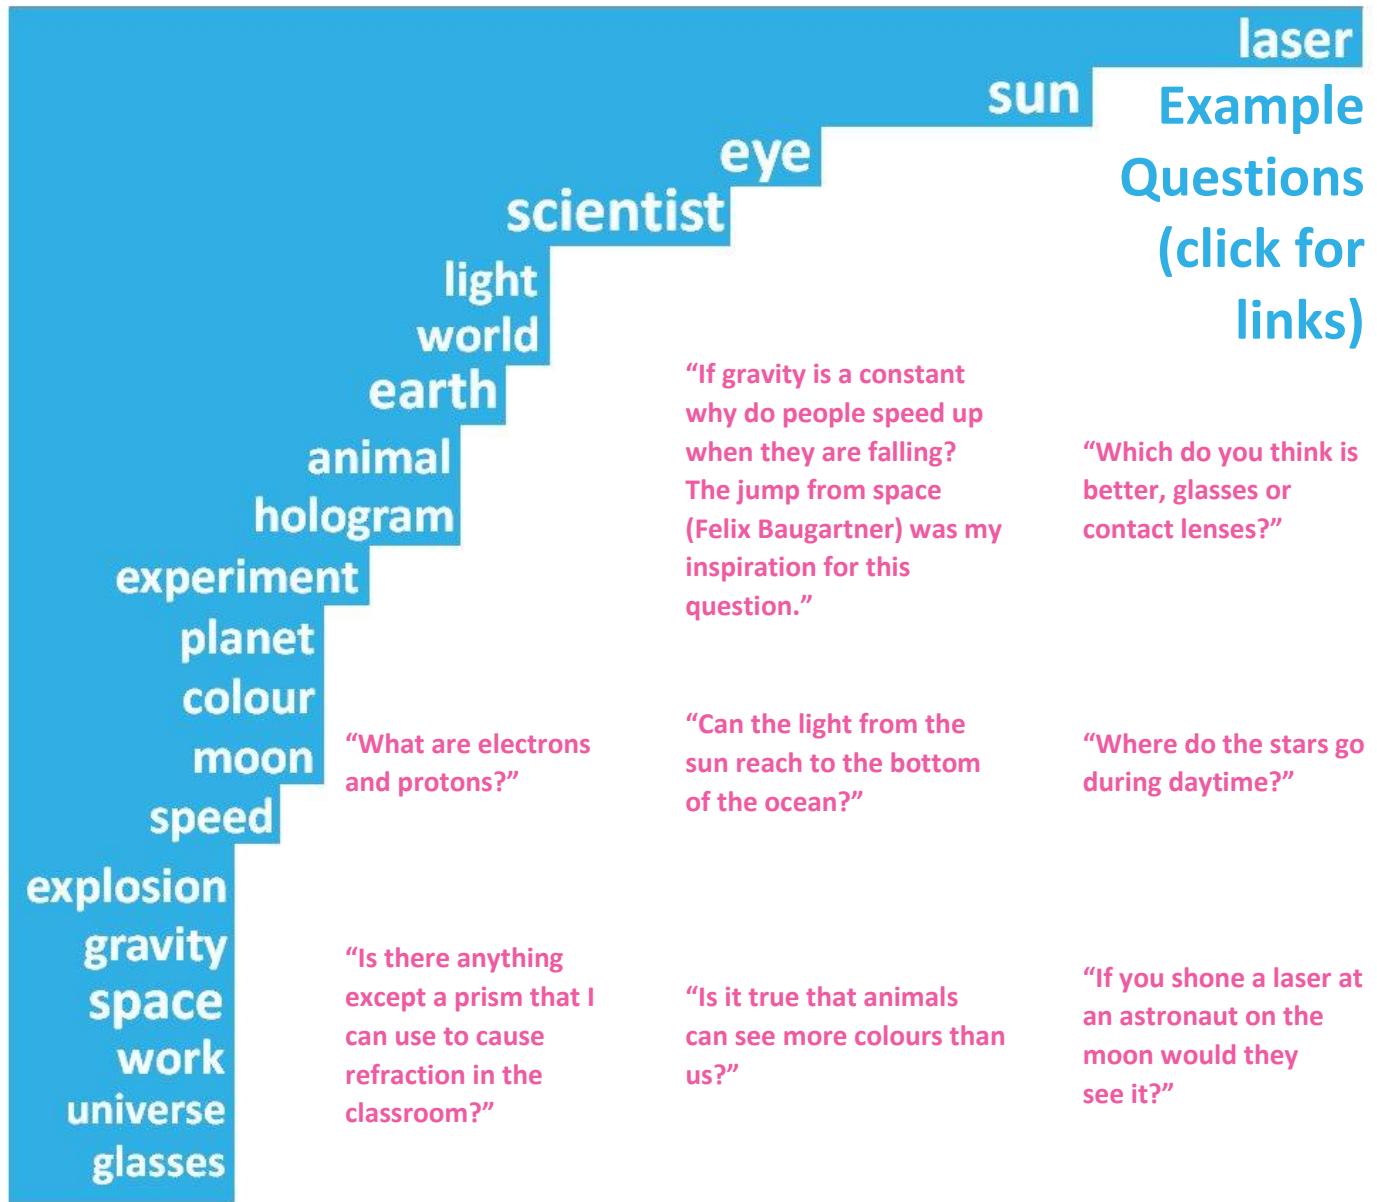 laser
sun
eye
scientist
light
world
earth
animal
hologram
experiment
planet
colour
moon
speed
explosion
gravity
space
work
universe
glasses
Example
Questions
(click for
links)
“If gravity is a constant
why do people speed up
when they are falling?
The jump from space
(Felix Baugartner) was my
inspiration for this
question.”
“Which do you think is
better, glasses or
contact lenses?”
“What are electrons
and protons?”
“Can the light from the
sun reach to the bottom
of the ocean?”
“Where do the stars go
during daytime?”
“Is there anything
except a prism that I
can use to cause
refraction in the
classroom?”
“Is it true that animals
can see more colours than
us?”
“If you shone a laser at
an astronaut on the
moon would they
see it?”